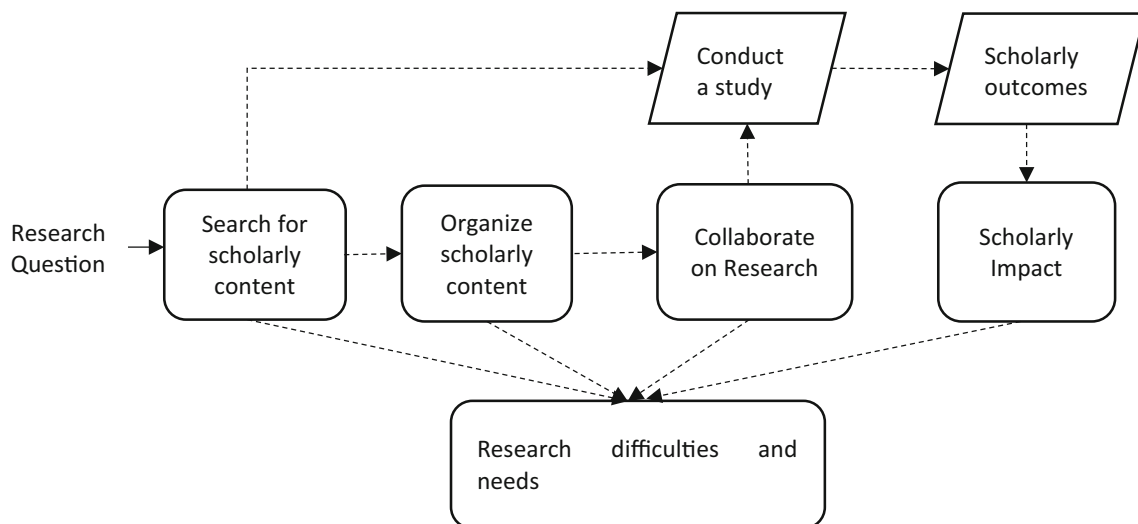 Conduct
a study
Scholarly
outcomes
Research
Question
Search for
scholarly
content
Organize
scholarly
content
Collaborate
on Research
Scholarly
Impact
Research difficulties and
needs